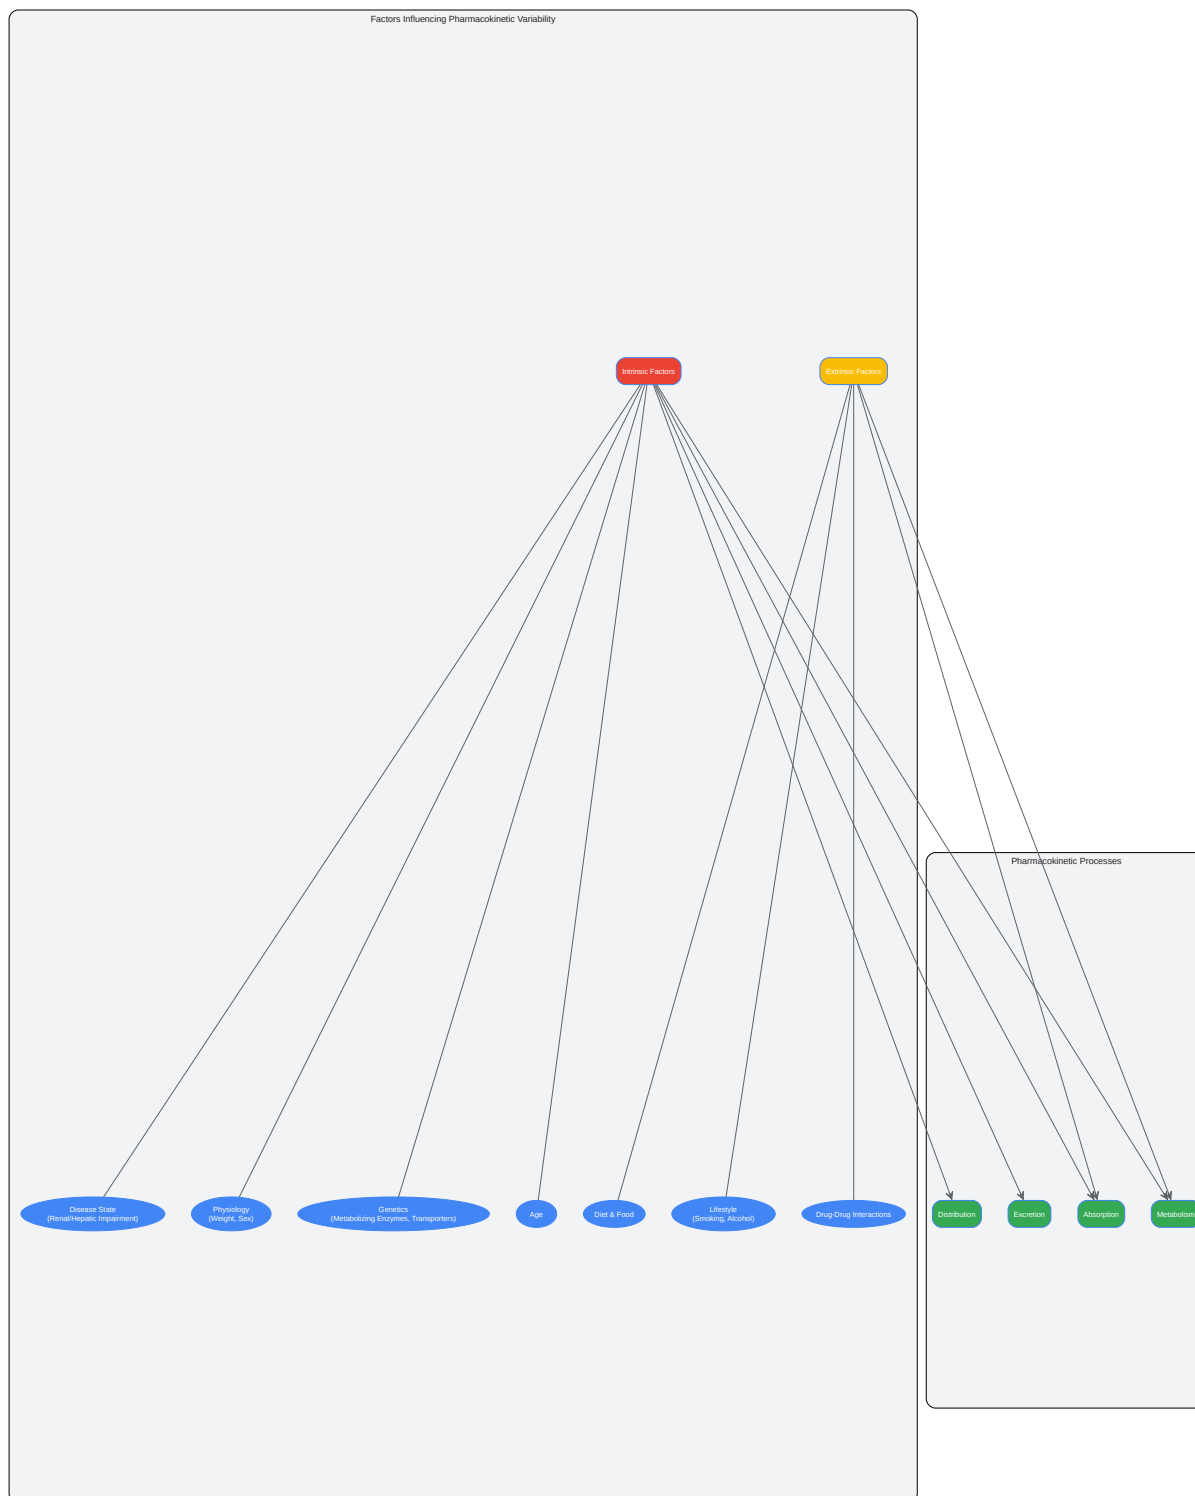 Factors Influencing Pharmacokinetic Variability
Intrinsic Factors
Extrinsic Factors
Pharmacokinetic Processes
Disease State
(Renal/Hepatic Impairment)
Physiology
(Weight, Sex)
Genetics
(Metabolizing Enzymes, Transporters)
Age
Diet & Food
Lifestyle
(Smoking, Alcohol)
Drug-Drug Interactions
Distribution
Excretion
Absorption
Metabolism